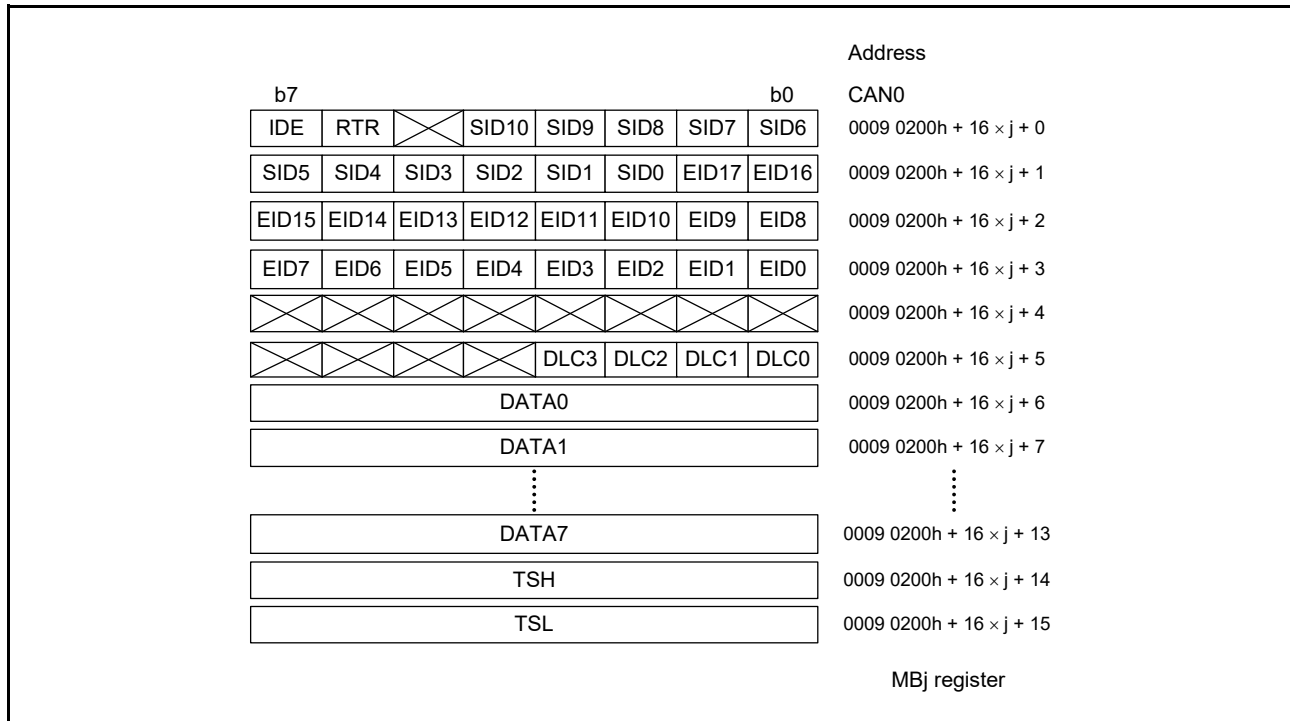 Address
b7 b0 CAN0
IDE RTR SID10 SID9 SID8 SID7 SID6 0009 0200h + 16 × j + 0
SID5 SID4 SID3 SID2 SID1 SID0 EID17 EID16 0009 0200h + 16 × j + 1
EID15 EID14 EID13 EID12 EID11 EID10 EID9 EID8 0009 0200h + 16 × j + 2
EID7 EID6 EID5 EID4 EID3 EID2 EID1 EID0 0009 0200h + 16 × j + 3
0009 0200h + 16 × j + 4
DLC3 DLC2 DLC1 DLC0 0009 0200h + 16 × j + 5
DATA0 0009 0200h + 16 × j + 6
DATA1 0009 0200h + 16 × j + 7
DATA7 0009 0200h + 16 × j + 13
TSH 0009 0200h + 16 × j + 14
TSL 0009 0200h + 16 × j + 15
MBj register